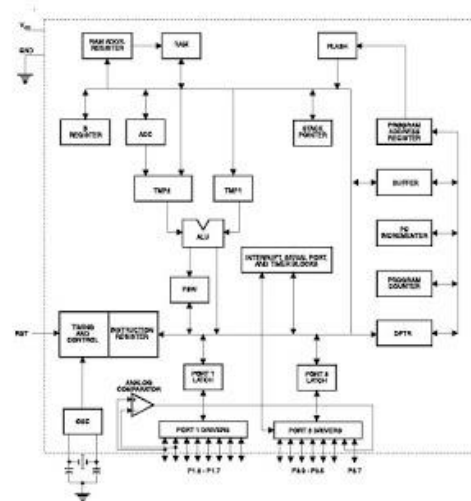 VCC
GND
RAM ADDR. REGISTER
RAM
FLASH
B REGISTER
ACC
STACK POINTER
PROGRAM ADDRESS REGISTER
TMP2
TMP1
BUFFER
ALU
INTERRUPT, SERIAL PORT, AND TIMER BLOCKS
PC INCREMENTER
PSW
PROGRAM COUNTER
RST
TIMING AND CONTROL
INSTRUCTION REGISTER
DPTR
PORT 1 LATCH
PORT 3 LATCH
ANALOG COMPARATOR
OSC
PORT 1 DRIVERS
PORT 3 DRIVERS
P1.0 - P1.7
P3.0 - P3.5
P3.7